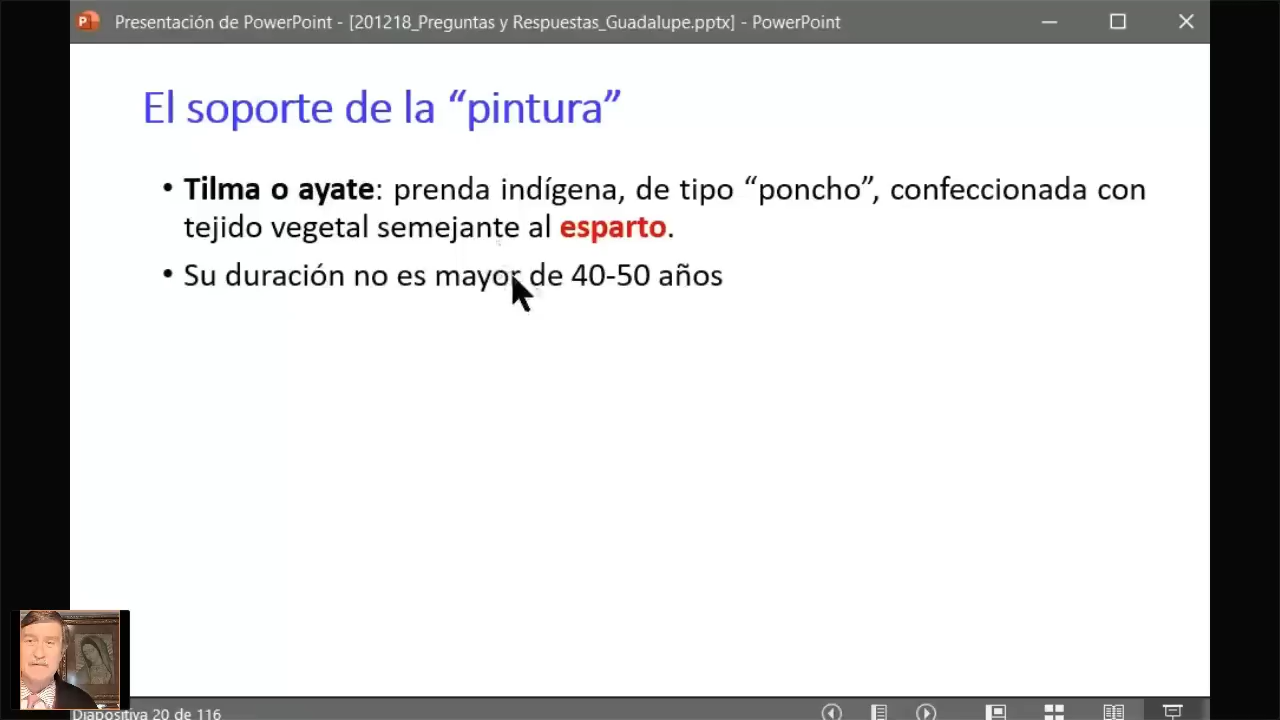 Presentación de PowerPoint - [201218_Preguntas y Respuestas_Guadalupe.pptx] - PowerPoint
El soporte de la “pintura”
• Tilma o ayate: prenda indígena, de tipo “poncho”, confeccionada con
tejido vegetal semejante al esparto.
• Su duración no es mayor de 40-50 años
Diapositiva 20 de 116